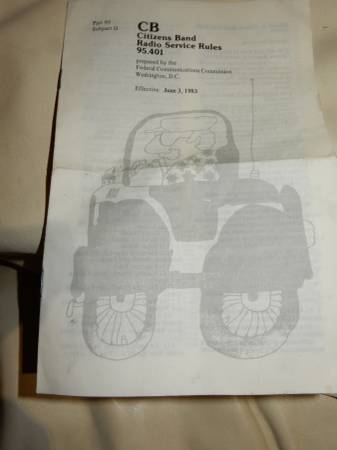 Part 95
Subpart D
CB
Citizens Band
Radio Service Rules
95.401
prepared by the
Federal Communications Commission
Washington, D.C.
Effective: June 3, 1983